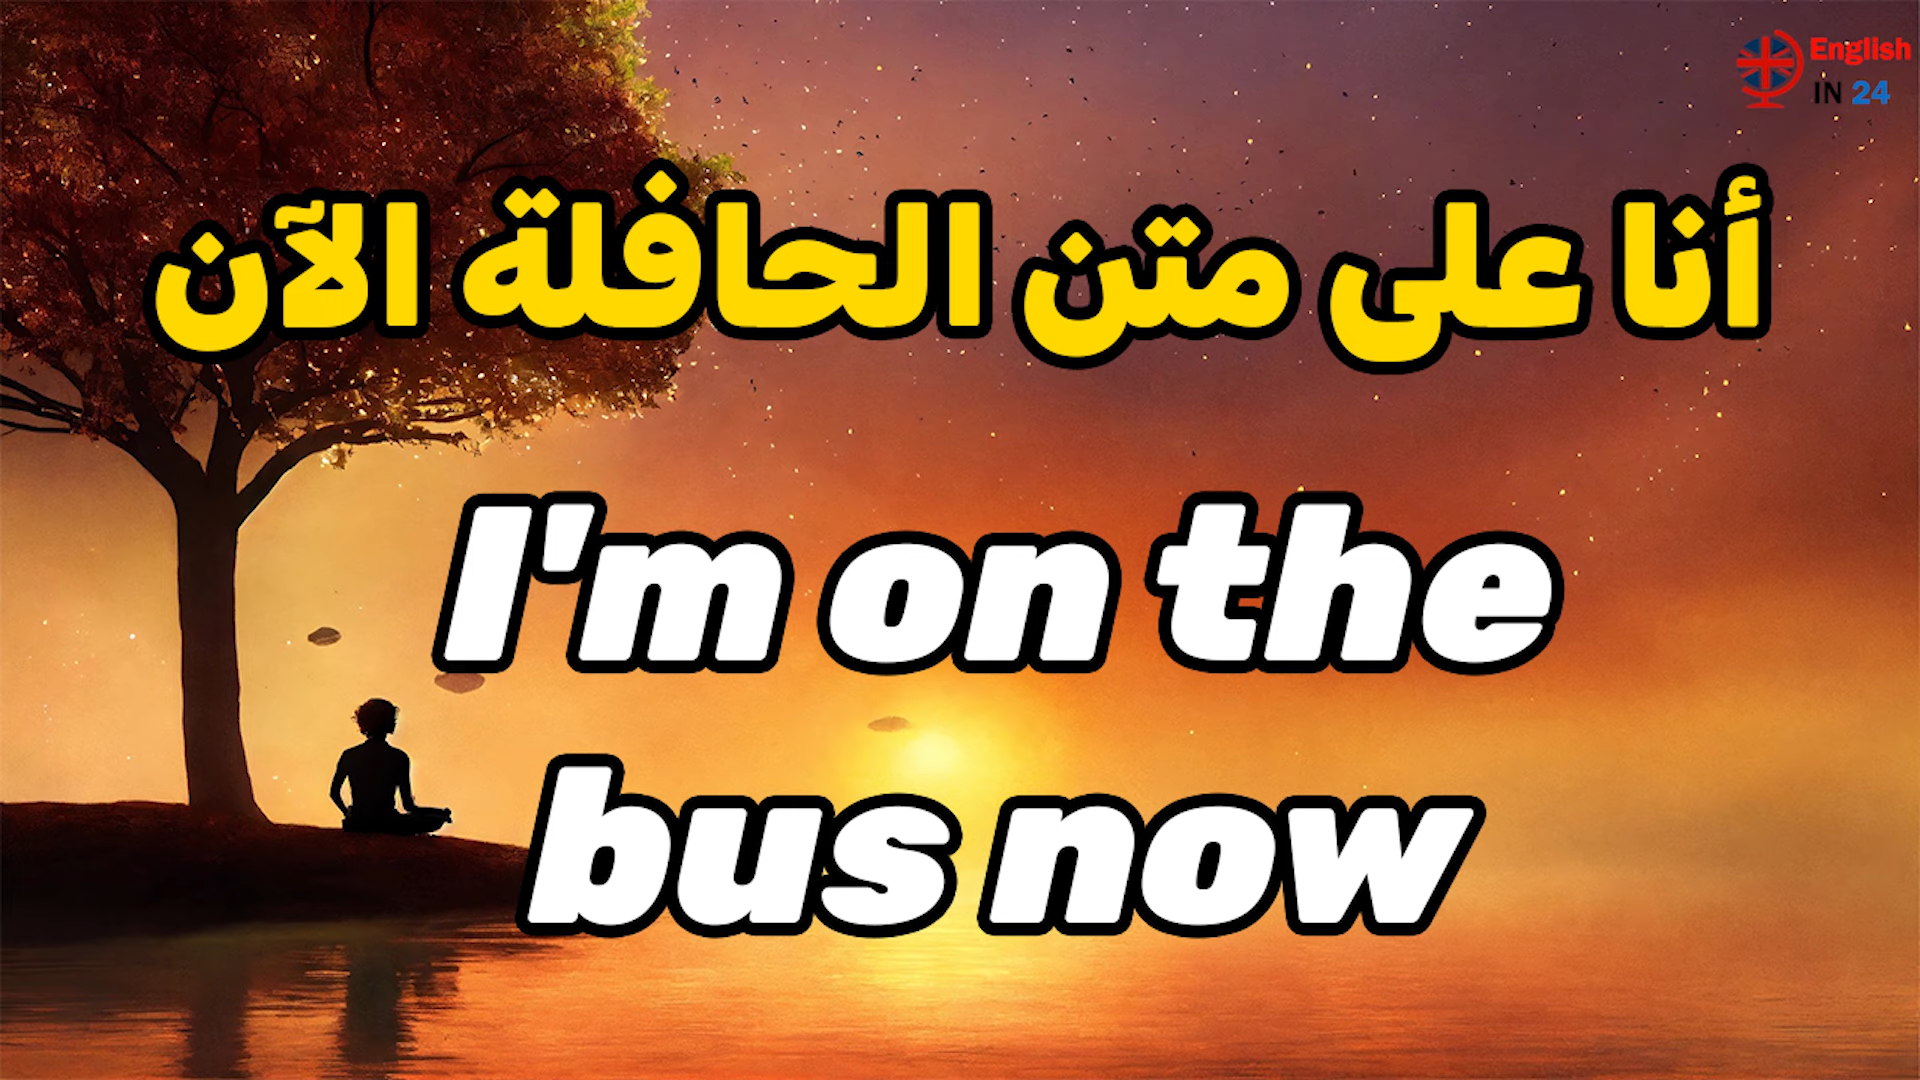 English
IN 24
أنا على متن الحافلة الآن
I'm on the
bus now